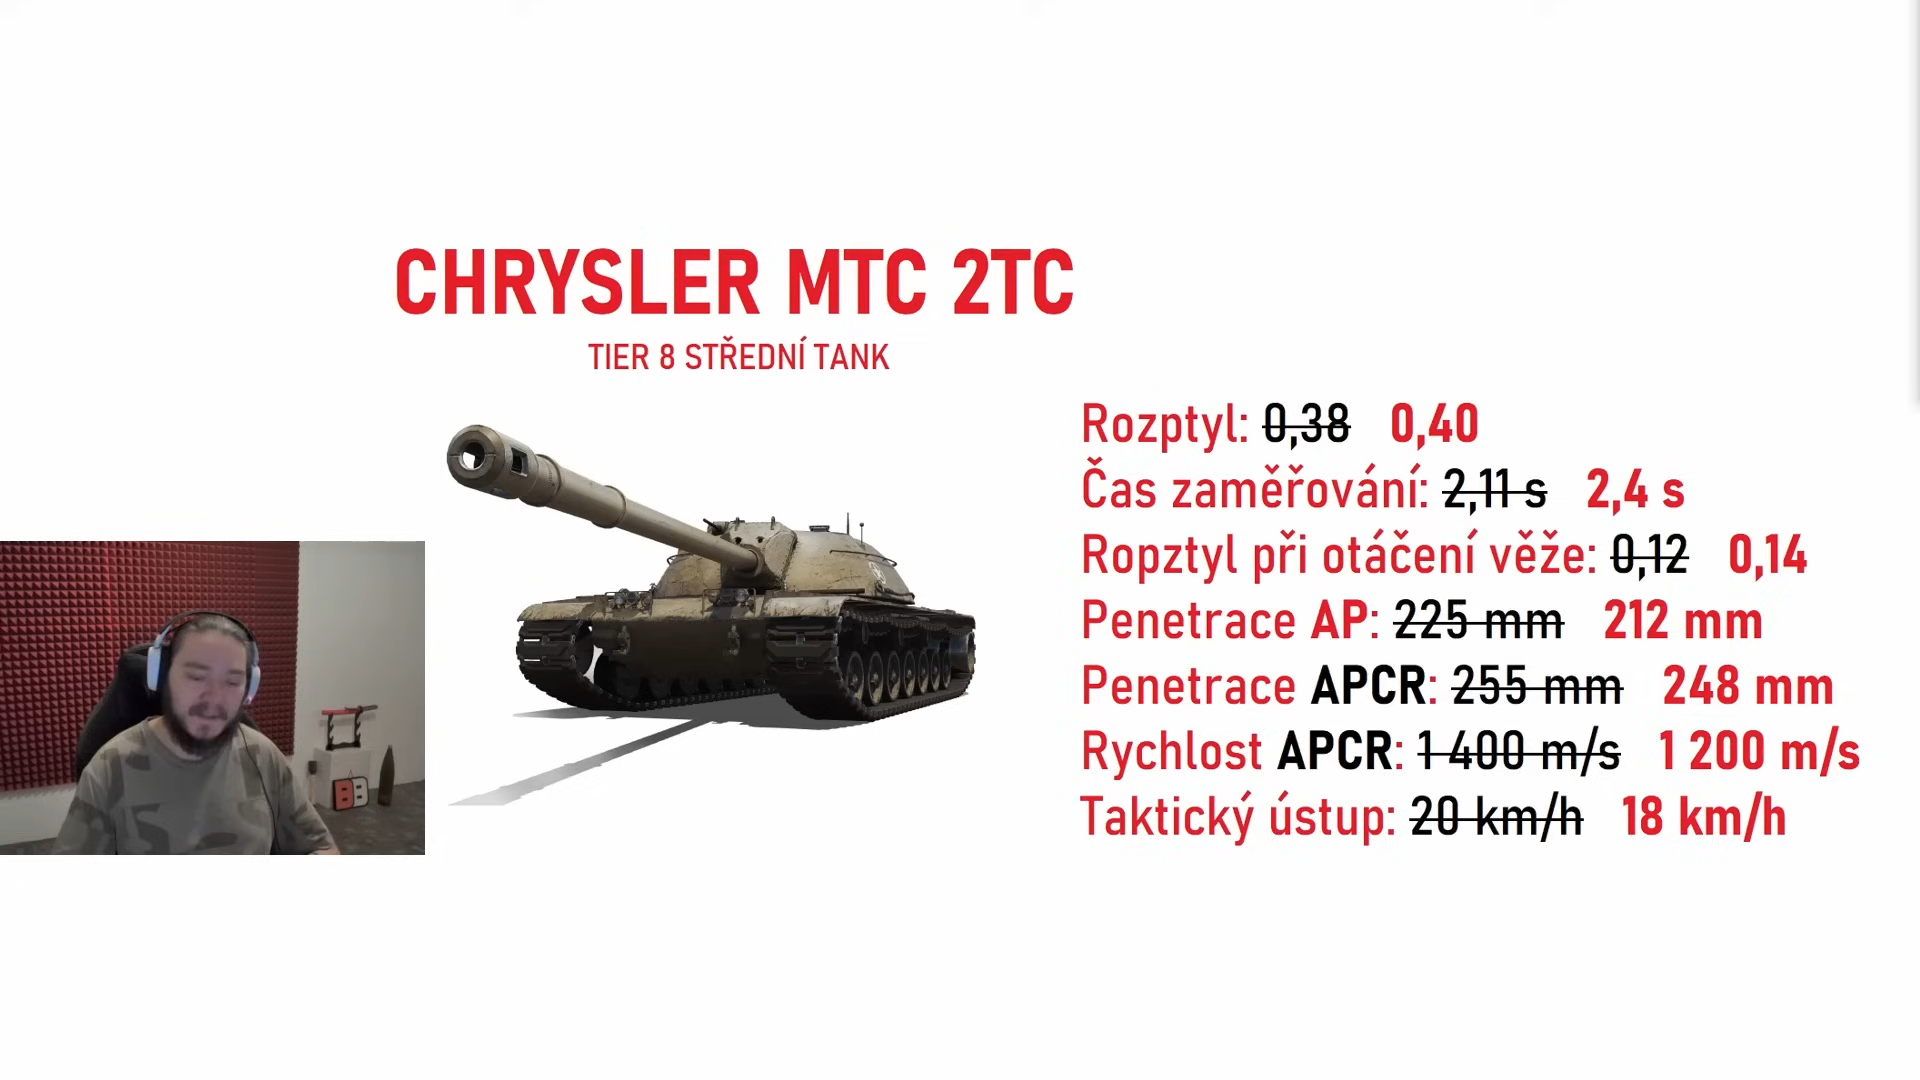 CHRYSLER MTC 2TC
TIER 8 STŘEDNÍ TANK
Rozptyl: 0,38 0,40
Čas zaměřování: 2,11 s 2,4 s
Ropztyl při otáčení věže: 0,12 0,14
Penetrace AP: 225 mm 212 mm
Penetrace APCR: 255 mm 248 mm
Rychlost APCR: 1 400 m/s 1 200 m/s
Taktický ústup: 20 km/h 18 km/h